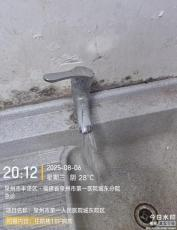 20:12
2025-08-06
星期三 阴 28℃
泉州市丰泽区·福建省泉州市第一医院城东分院
急诊
项目名称：泉州市第一人民医院城东院区
今日水印